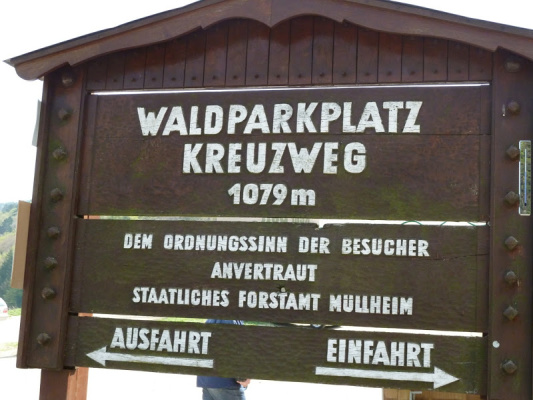 WALDPARKPLATZ
KREUZWEG
1079 m
DEM ORDNUNGSSINN DER BESUCHER
ANVERTRAUT
STAATLICHES FORSTAMT MÜLLHEIM
AUSFAHRT EINFAHRT